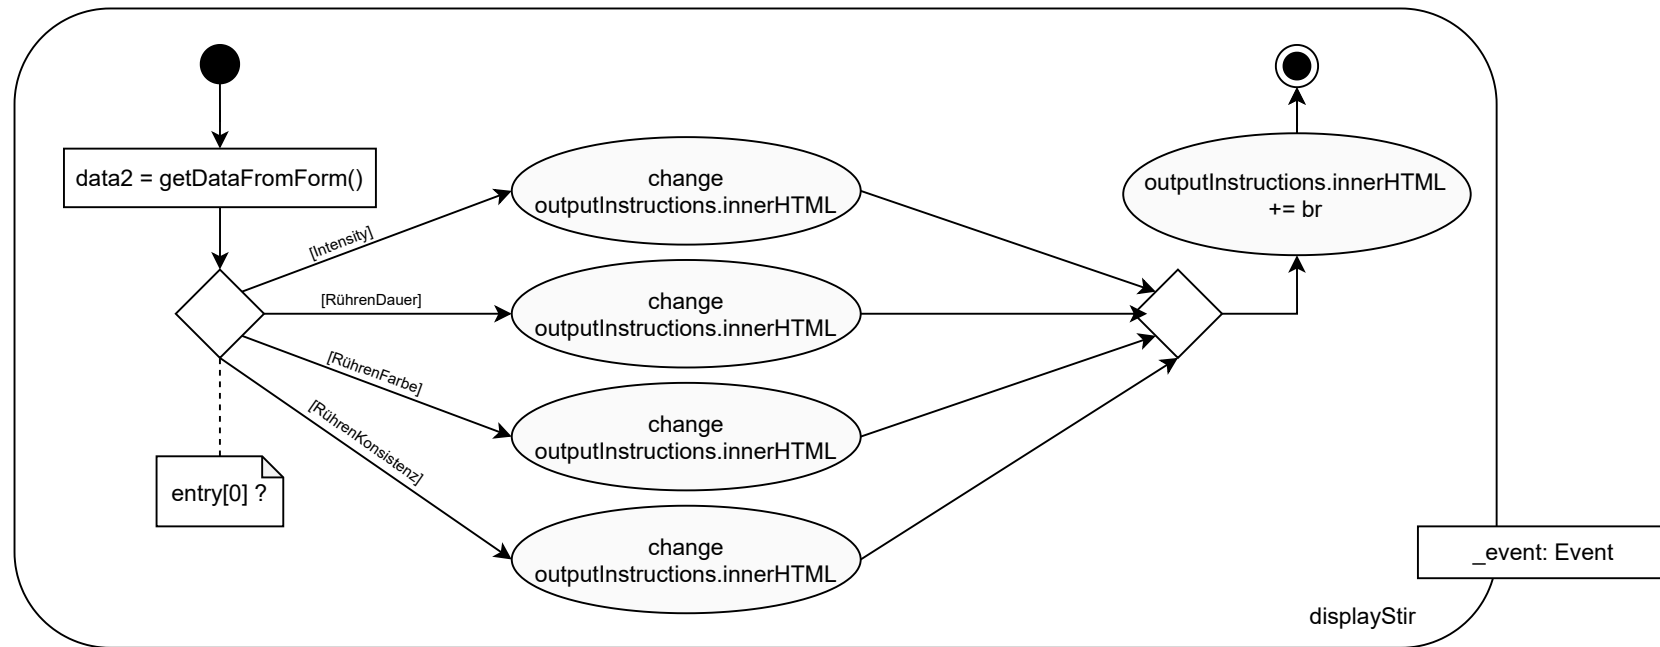 data2 = getDataFromForm()
[Intensity]
change
outputInstructions.innerHTML
outputInstructions.innerHTML
+= br
[RührenDauer]
change
outputInstructions.innerHTML
[RührenFarbe]
change
outputInstructions.innerHTML
[RührenKonsistenz]
entry[0] ?
change
outputInstructions.innerHTML
_event: Event
displayStir